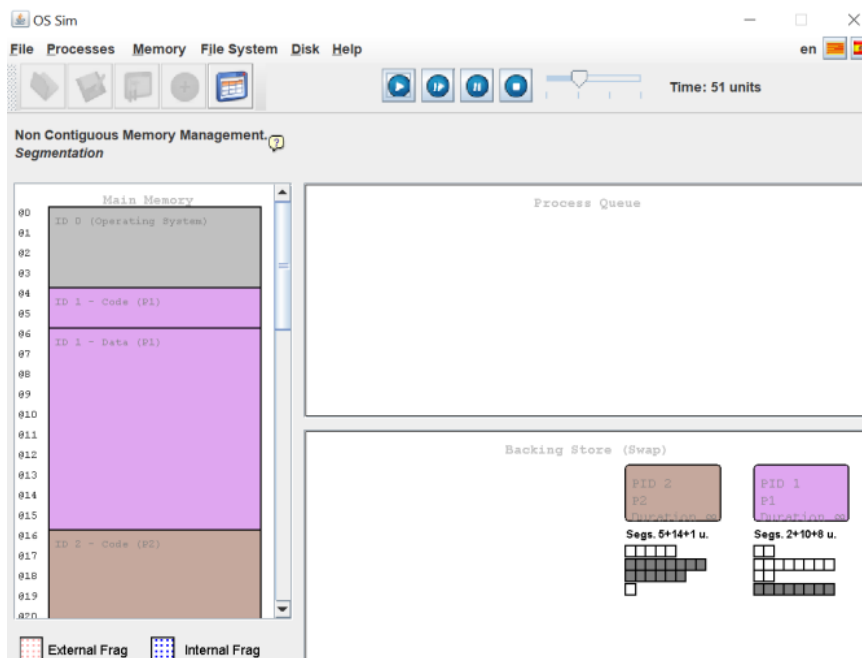 OS Sim
File Processes Memory File System Disk Help
en
Time: 51 units
Non Contiguous Memory Management.
?
Segmentation
Main Memory
@0
ID 0 (Operating System)
@1
@2
@3
@4
ID 1 - Code (P1)
@5
@6
ID 1 - Data (P1)
@7
@8
@9
@10
@11
@12
@13
@14
@15
@16
ID 2 - Code (P2)
@17
@18
@19
@20
External Frag
Internal Frag
Process Queue
Backing Store (Swap)
PID 2
P2
Duration ∞
Segs. 5+14+1 u.
PID 1
P1
Duration ∞
Segs. 2+10+8 u.